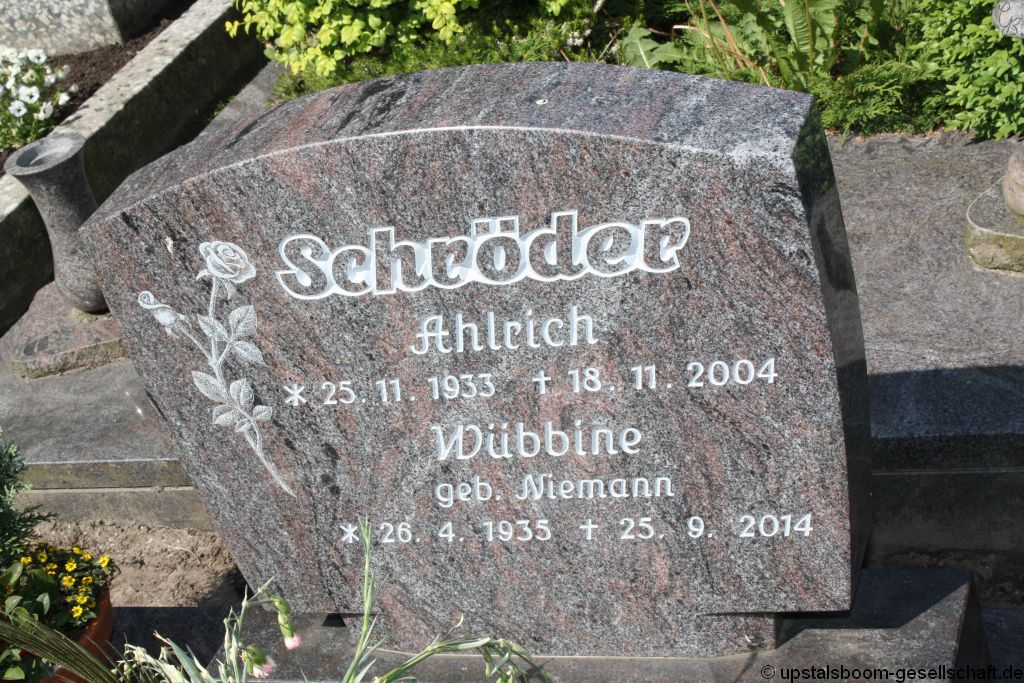 Schröder
Ahlrich
* 25. 11. 1933 † 18. 11. 2004
Wübbine
geb. Niemann
* 26. 4. 1935 † 25. 9. 2014
© upstalsboom-gesellschaft.de